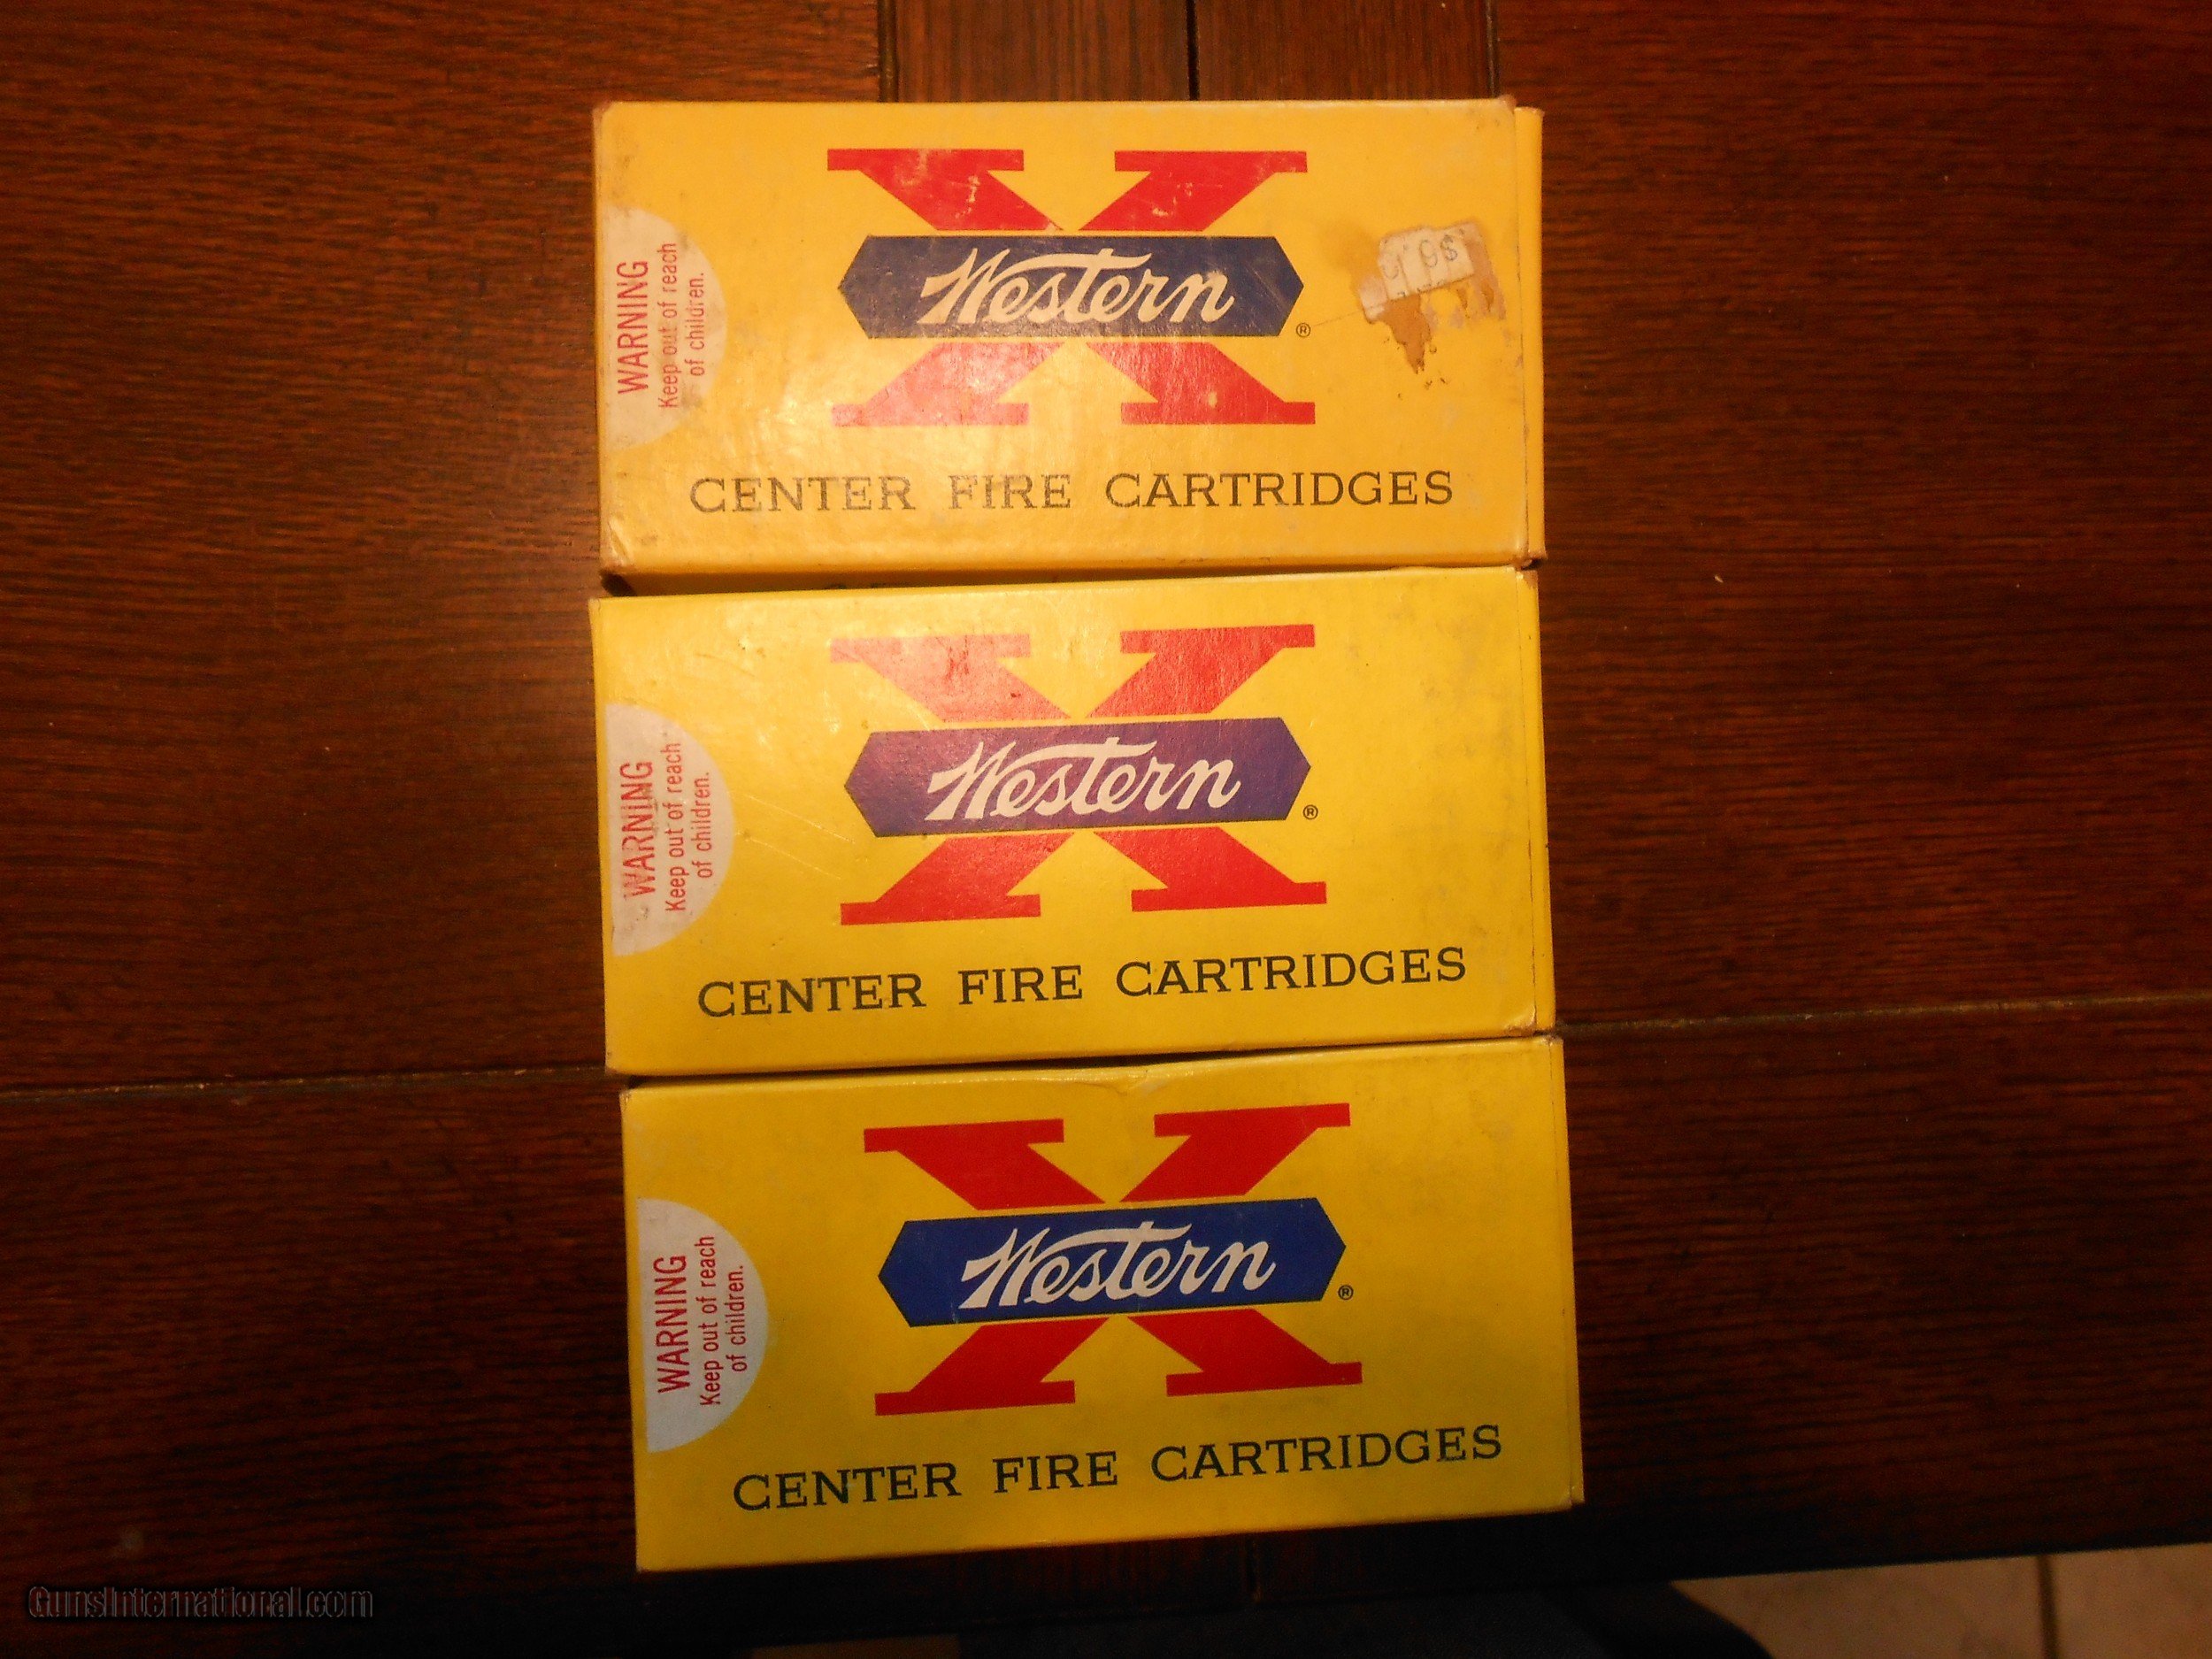 WARNING
Keep out of reach
of children.
Western
®
CENTER FIRE CARTRIDGES
WARNING
Keep out of reach
of children.
Western
®
CENTER FIRE CARTRIDGES
WARNING
Keep out of reach
of children.
Western
®
CENTER FIRE CARTRIDGES
GunsInternational.com